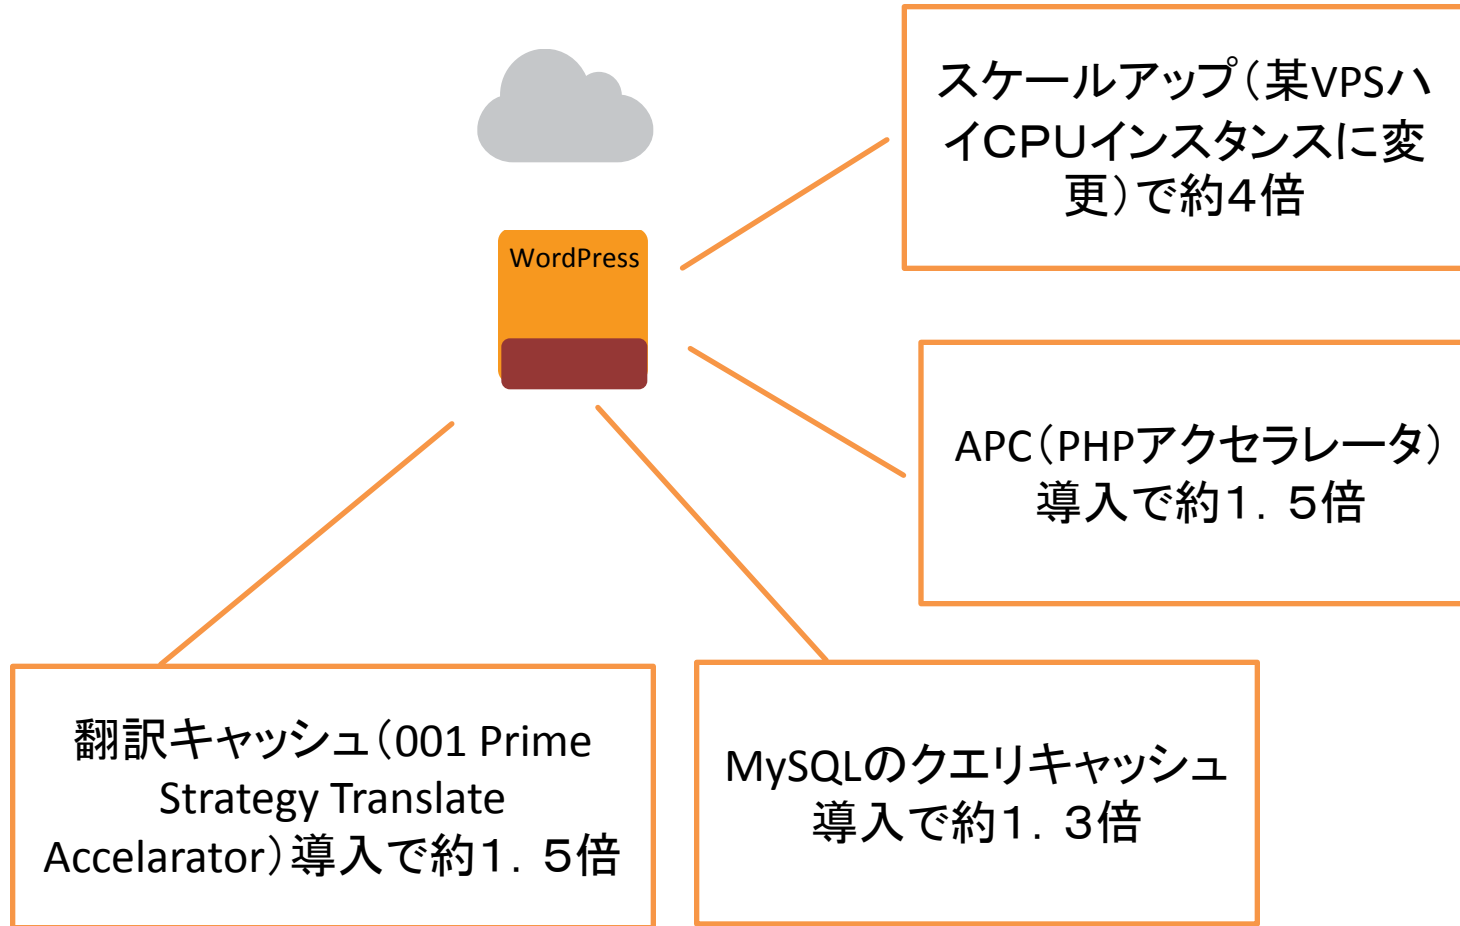 スケールアップ（某VPSハ
イCPUインスタンスに変
更）で約4倍
WordPress
APC（PHPアクセラレータ）
導入で約１．５倍
翻訳キャッシュ（001 Prime
Strategy Translate
Accelarator）導入で約１．５倍
MySQLのクエリキャッシュ
導入で約１．３倍